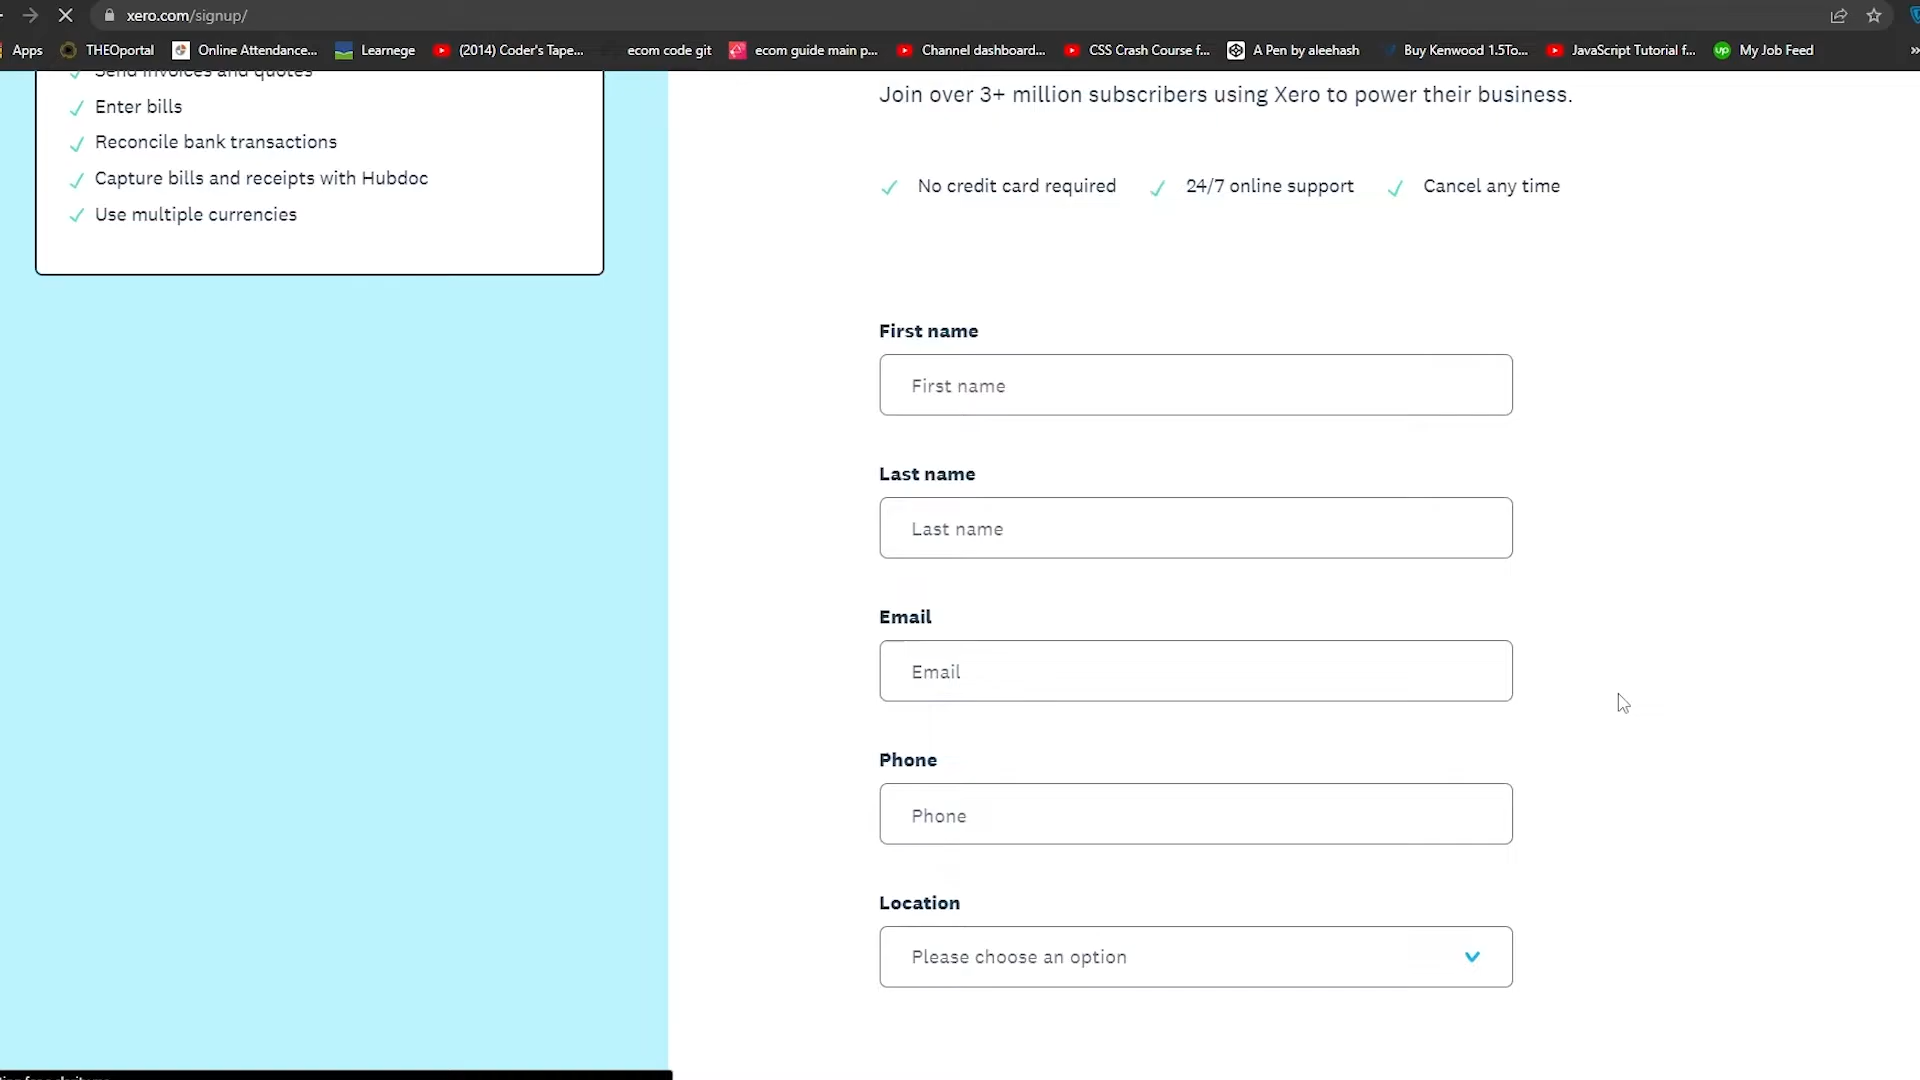 xero.com/signup/
Apps THEOportal Online Attendance... Learnege (2014) Coder's Tape... ecom code git ecom guide main p... Channel dashboard... CSS Crash Course f... A Pen by aleehash Buy Kenwood 1.5To... JavaScript Tutorial f... My Job Feed »
Send invoices and quotes
Enter bills
Reconcile bank transactions
Capture bills and receipts with Hubdoc
Use multiple currencies
Join over 3+ million subscribers using Xero to power their business.
No credit card required 24/7 online support Cancel any time
First name
First name
Last name
Last name
Email
Email
Phone
Phone
Location
Please choose an option